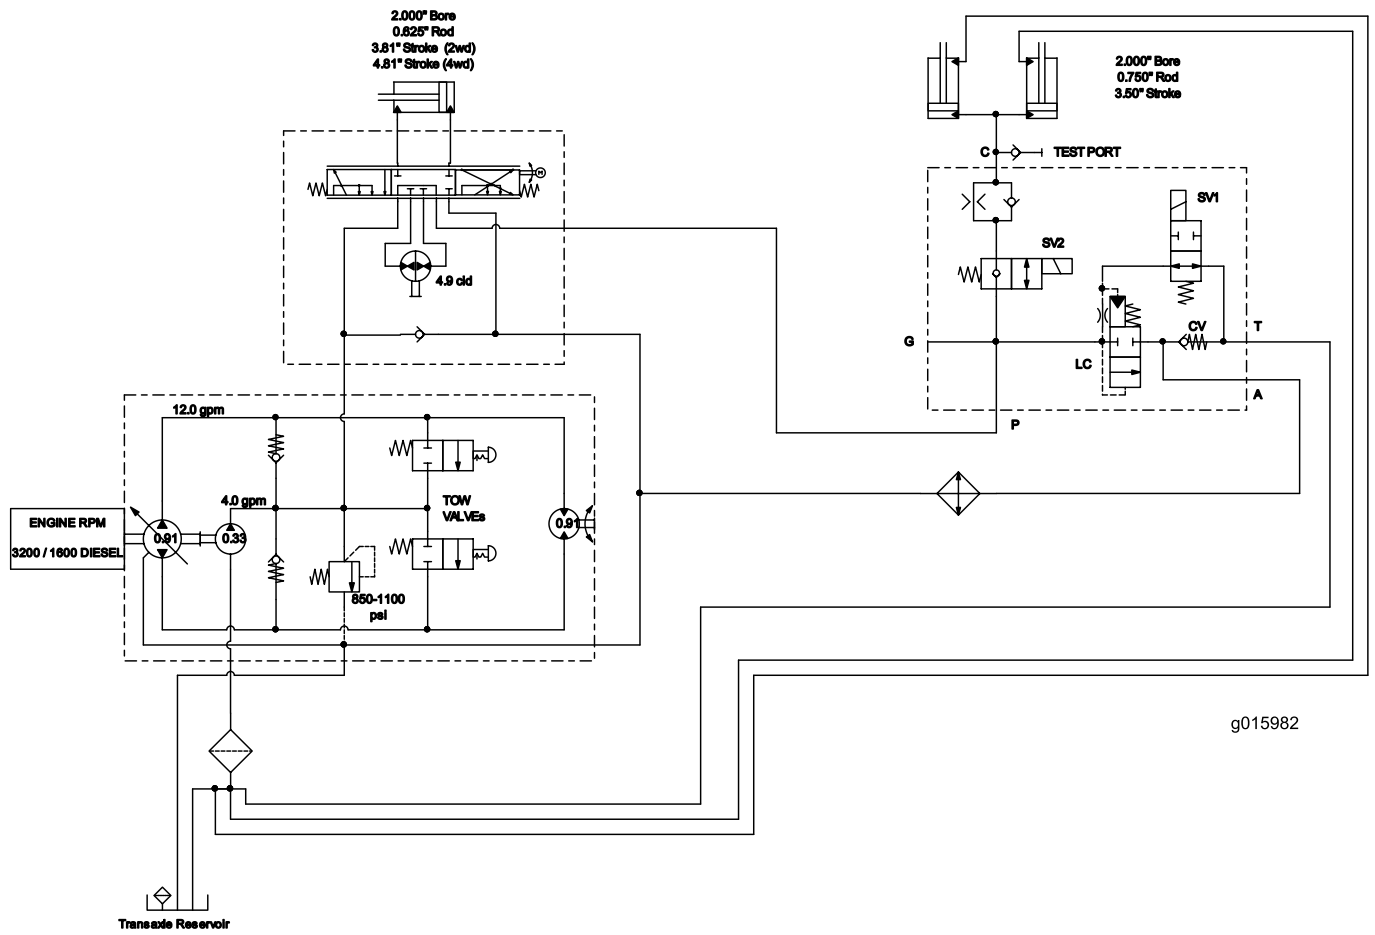 2.000" Bore
0.625" Rod
3.81" Stroke (2wd)
4.81" Stroke (4wd)
2.000" Bore
0.750" Rod
3.50" Stroke
C
TEST PORT
SV1
H
SV2
4.9 cid
G
CV
T
LC
A
P
12.0 gpm
4.0 gpm
TOW
VALVEs
ENGINE RPM
3200 / 1600 DIESEL
0.91
0.33
0.91
850-1100
psi
g015982
Transaxle Reservoir